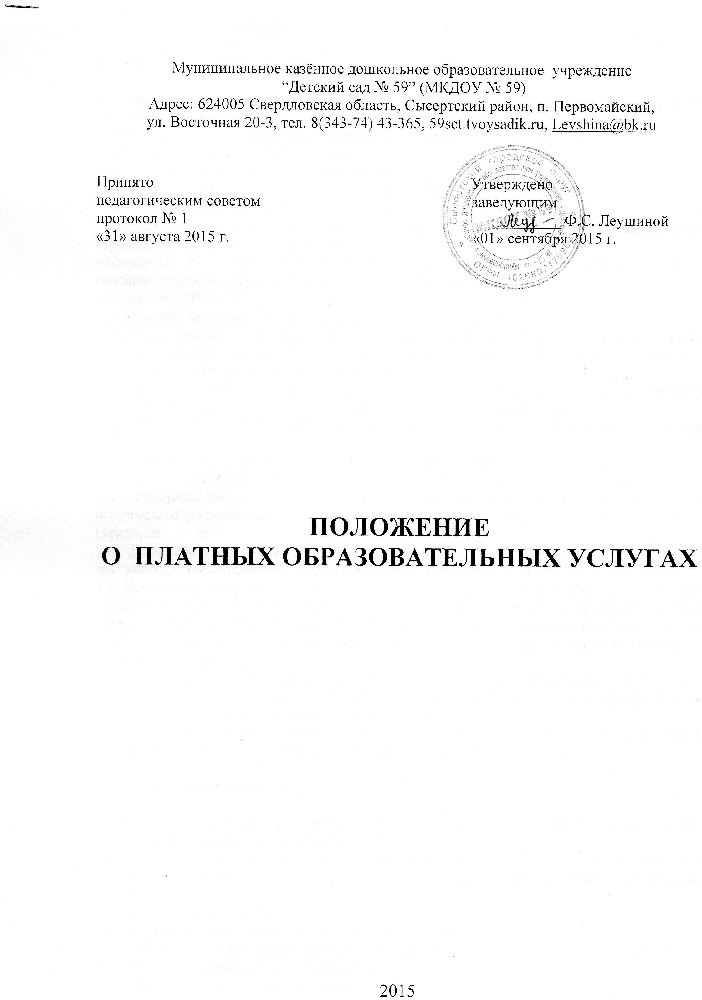 Муниципальное казённое дошкольное образовательное  учреждение
“Детский сад № 59” (МКДОУ № 59)
Адрес: 624005 Свердловская область, Сысертский район, п. Первомайский,
ул. Восточная 20-3, тел. 8(343-74) 43-365, 59set.tvoysadik.ru, Leyshina@bk.ru
Принято
педагогическим советом
протокол № 1
«31» августа 2015 г.
Утверждено
заведующим
____________ Ф.С. Леушиной
«01» сентября 2015 г.
Сысертский городской округ
* ОГРН 102660217596 *
Муниципальное казённое дошкольное образовательное учреждение «Детский сад № 59» *
МКДОУ № 59
ПОЛОЖЕНИЕ
О  ПЛАТНЫХ ОБРАЗОВАТЕЛЬНЫХ УСЛУГАХ
2015